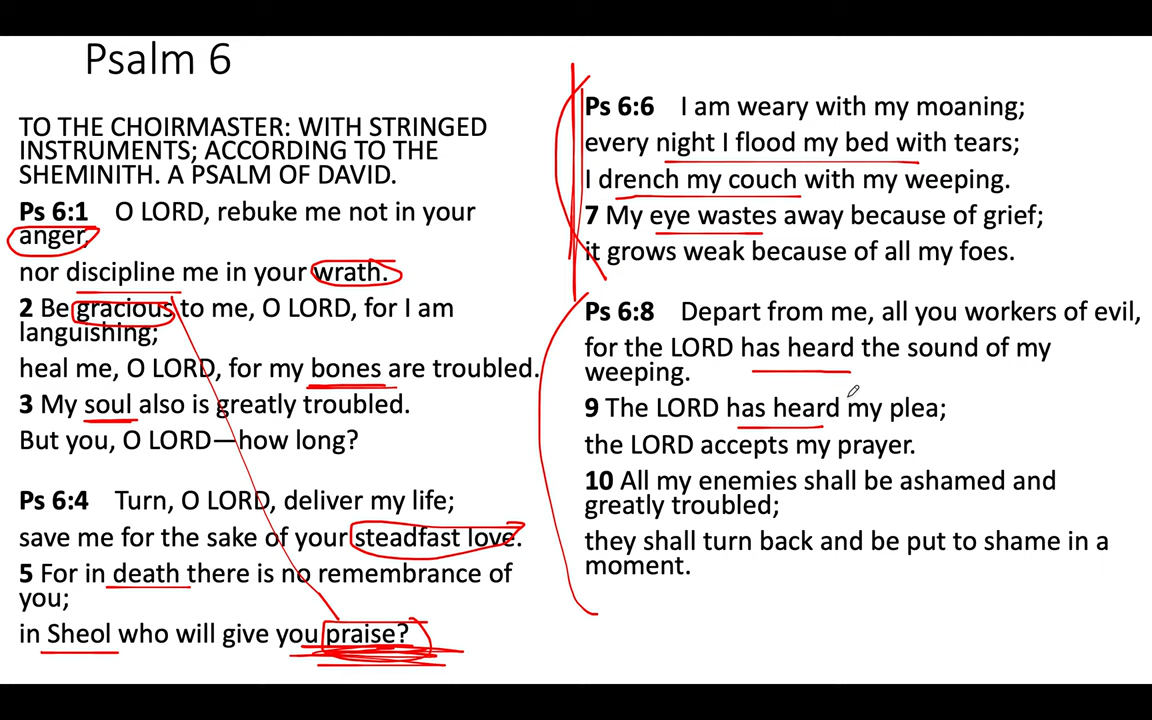 Psalm 6
TO THE CHOIRMASTER: WITH STRINGED
INSTRUMENTS; ACCORDING TO THE
SHEMINITH. A PSALM OF DAVID.
Ps 6:1 O LORD, rebuke me not in your
anger,
nor discipline me in your wrath.
2 Be gracious to me, O LORD, for I am
languishing;
heal me, O LORD, for my bones are troubled.
3 My soul also is greatly troubled.
But you, O LORD—how long?
Ps 6:4 Turn, O LORD, deliver my life;
save me for the sake of your steadfast love.
5 For in death there is no remembrance of
you;
in Sheol who will give you praise?
Ps 6:6 I am weary with my moaning;
every night I flood my bed with tears;
I drench my couch with my weeping.
7 My eye wastes away because of grief;
it grows weak because of all my foes.
Ps 6:8 Depart from me, all you workers of evil,
for the LORD has heard the sound of my
weeping.
9 The LORD has heard my plea;
the LORD accepts my prayer.
10 All my enemies shall be ashamed and
greatly troubled;
they shall turn back and be put to shame in a
moment.